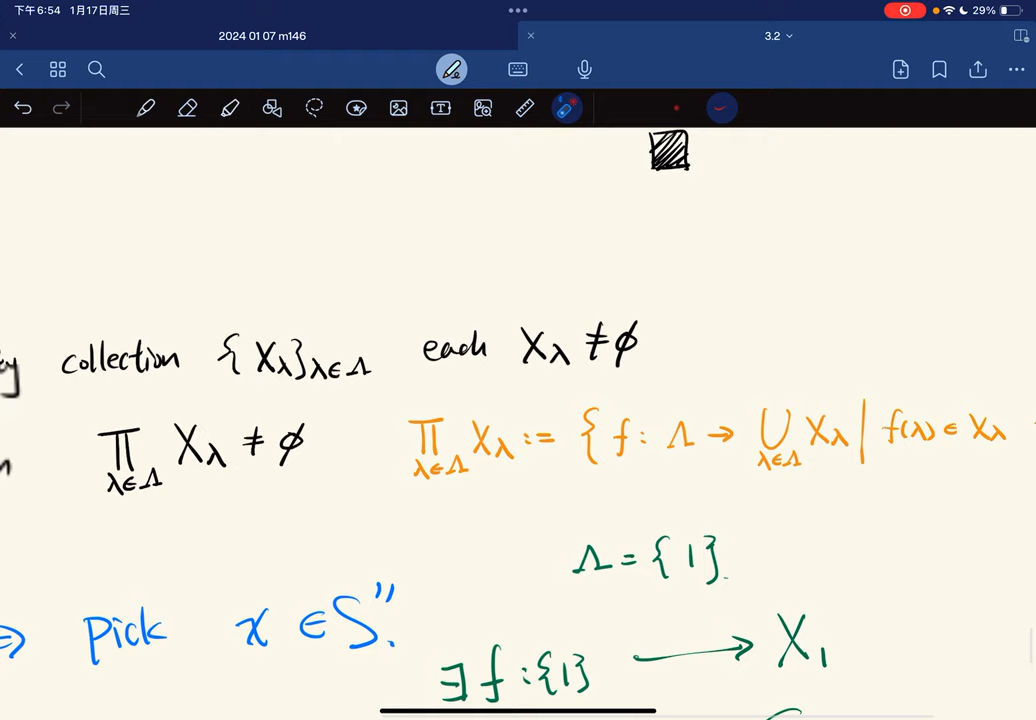 下午6:54 1月17日周三
29%
2024 01 07 m146
3.2
collection {Xλ}λ∈Λ each Xλ ≠ ϕ
∏λ∈Λ Xλ ≠ ϕ
∏λ∈Λ Xλ := { f : Λ → ∪λ∈Λ Xλ | f(λ) ∈ Xλ
Λ = {1}.
⇒ pick x ∈ S."
∃ f : {1} → X₁